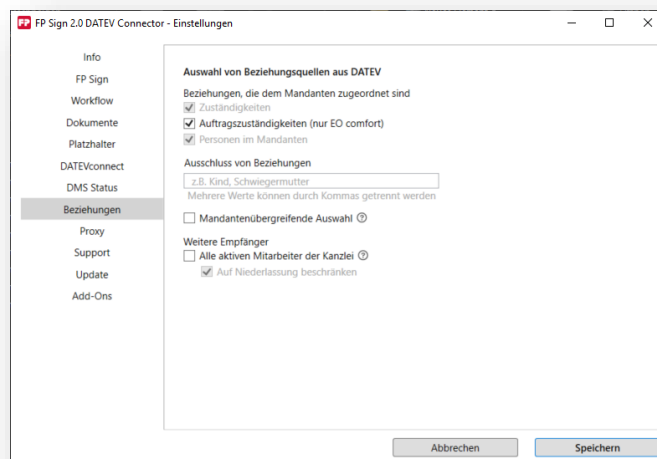 FP Sign 2.0 DATEV Connector - Einstellungen
Info
FP Sign
Workflow
Dokumente
Platzhalter
DATEVconnect
DMS Status
Beziehungen
Proxy
Support
Update
Add-Ons
Auswahl von Beziehungsquellen aus DATEV
Beziehungen, die dem Mandanten zugeordnet sind
Zuständigkeiten
Auftragszuständigkeiten (nur EO comfort)
Personen im Mandanten
Ausschluss von Beziehungen
z.B. Kind, Schwiegermutter
Mehrere Werte können durch Kommas getrennt werden
Mandantenübergreifende Auswahl ?
Weitere Empfänger
Alle aktiven Mitarbeiter der Kanzlei ?
Auf Niederlassung beschränken
Abbrechen
Speichern